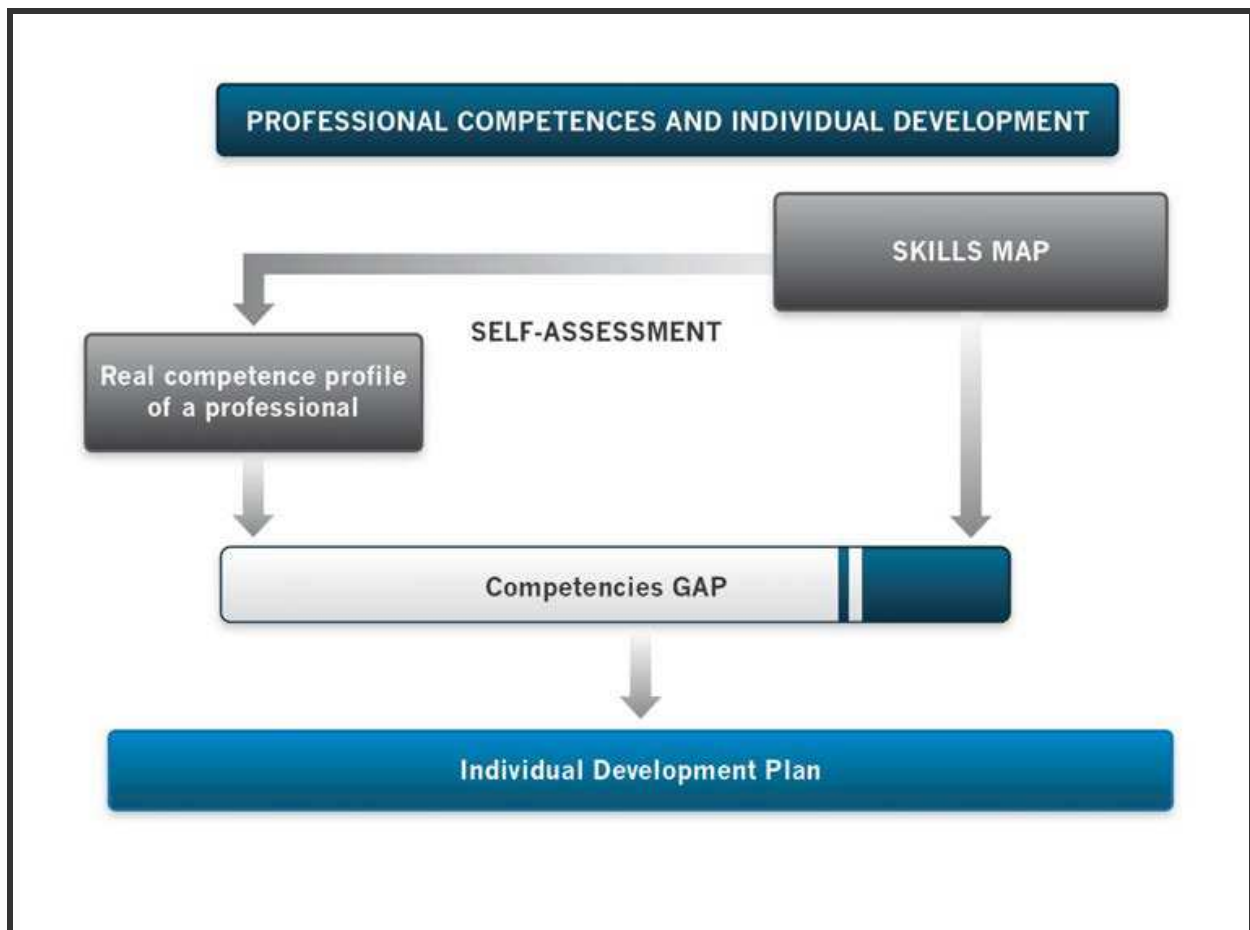 PROFESSIONAL COMPETENCES AND INDIVIDUAL DEVELOPMENT
SKILLS MAP
SELF-ASSESSMENT
Real competence profile
of a professional
Competencies GAP
Individual Development Plan